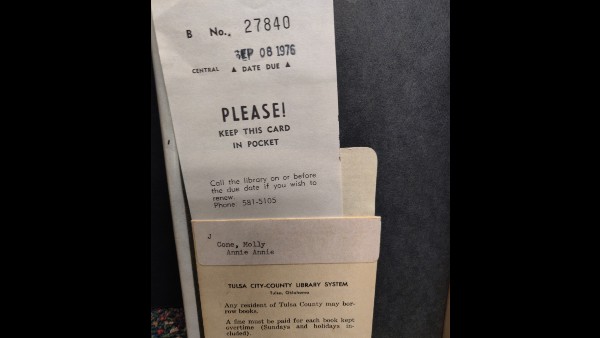 B No. 27840
SEP 08 1976
CENTRAL ▲ DATE DUE ▲
PLEASE!
KEEP THIS CARD
IN POCKET
Call the library on or before
the due date if you wish to
renew.
Phone: 581-5105
J
Cone, Molly
Annie Annie
TULSA CITY-COUNTY LIBRARY SYSTEM
Tulsa, Oklahoma
Any resident of Tulsa County may bor-
row books.
A fine must be paid for each book kept
overtime (Sundays and holidays in-
cluded).